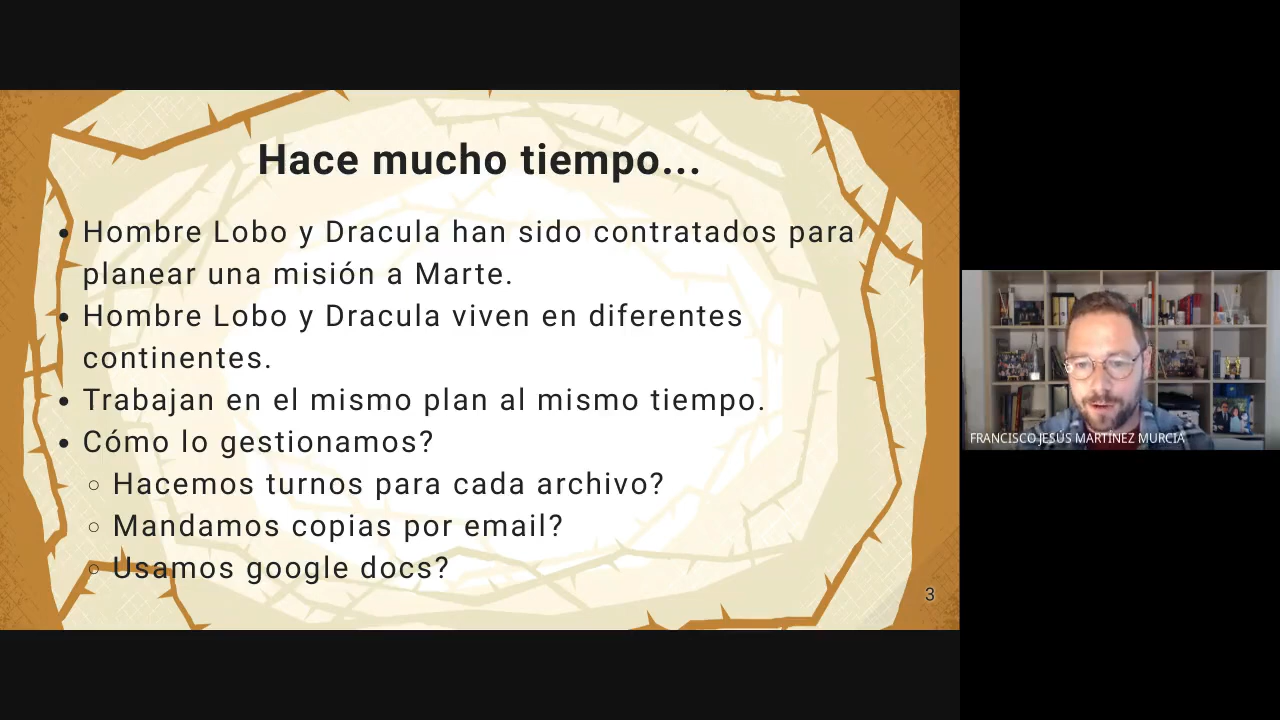 Hace mucho tiempo...
• Hombre Lobo y Dracula han sido contratados para
planear una misión a Marte.
• Hombre Lobo y Dracula viven en diferentes
continentes.
• Trabajan en el mismo plan al mismo tiempo.
• Cómo lo gestionamos?
○ Hacemos turnos para cada archivo?
○ Mandamos copias por email?
○ Usamos google docs?
3
FRANCISCO JESÚS MARTÍNEZ MURCIA